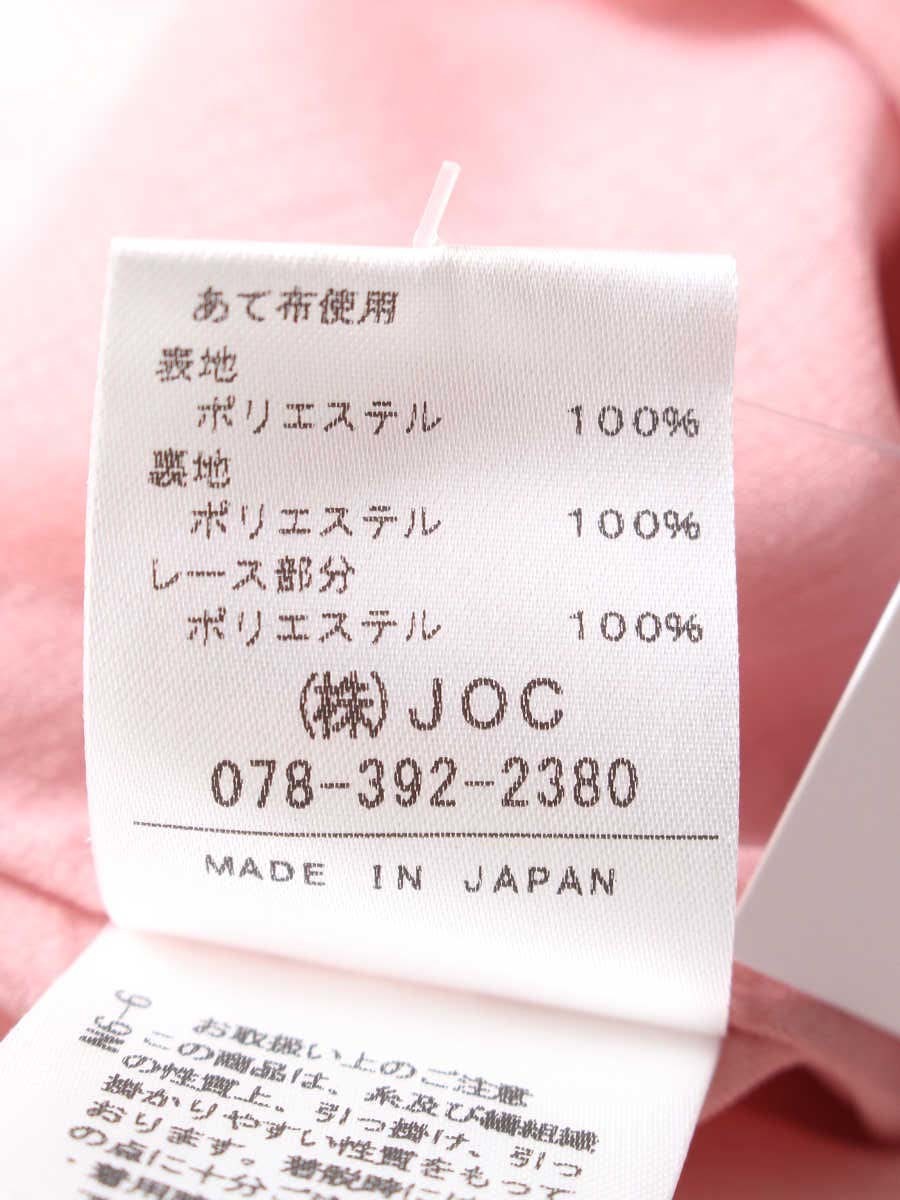 あて布使用
表地
ポリエステル 100%
裏地
ポリエステル 100%
レース部分
ポリエステル 100%
(株)JOC
078-392-2380
MADE IN JAPAN
お取扱い上のご注意
この商品は、糸及び繊維組織
の性質上、引っ掛け、引っ
掛かりやすい性質をもって
おります。着脱時には
の点に十分ご
着用